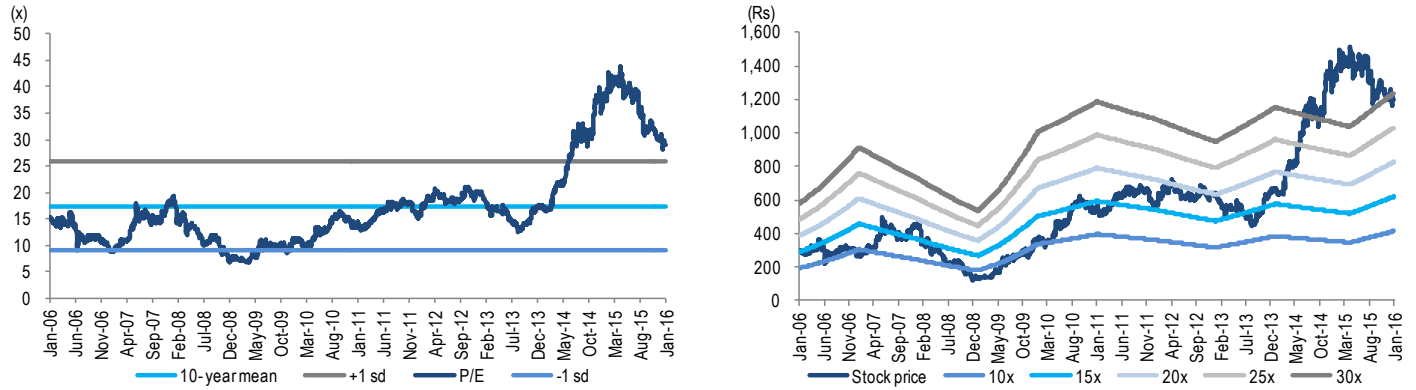 (x)
50
45
40
35
30
25
20
15
10
5
0
Jan-06
Jun-06
Nov-06
Apr-07
Sep-07
Feb-08
Jul-08
Dec-08
May-09
Oct-09
Mar-10
Aug-10
Jan-11
Jun-11
Nov-11
Apr-12
Sep-12
Feb-13
Jul-13
Dec-13
May-14
Oct-14
Mar-15
Aug-15
Jan-16
10-year mean +1 sd P/E -1 sd
(Rs)
1,600
1,400
1,200
1,000
800
600
400
200
0
Jan-06
Jun-06
Nov-06
Apr-07
Sep-07
Feb-08
Jul-08
Dec-08
May-09
Oct-09
Mar-10
Aug-10
Jan-11
Jun-11
Nov-11
Apr-12
Sep-12
Feb-13
Jul-13
Dec-13
May-14
Oct-14
Mar-15
Aug-15
Jan-16
Stock price 10x 15x 20x 25x 30x